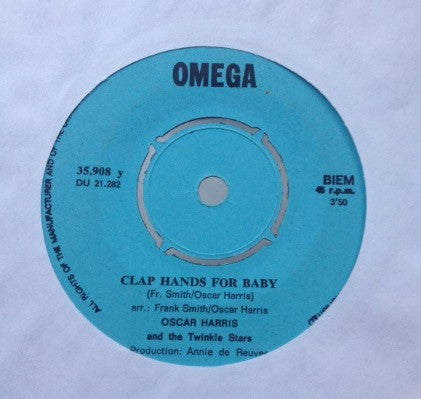 OMEGA
35.908 y
DU 21.282
BIEM
45 r.p.m.
3'50
CLAP HANDS FOR BABY
(Fr. Smith/Oscar Harris)
arr.: Frank Smith/Oscar Harris
OSCAR HARRIS
and the Twinkle Stars
Production: Annie de Reuver
ALL RIGHTS OF THE MANUFACTURER AND OF THE